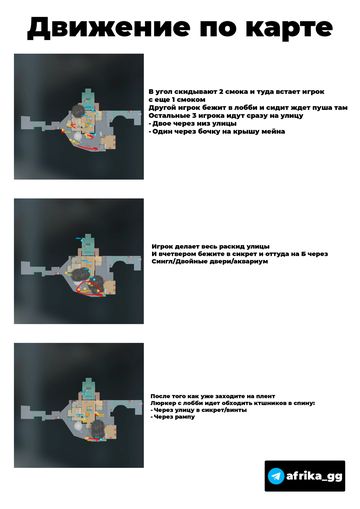 Движение по карте
В угол скидывают 2 смока и туда встает игрок
с еще 1 смоком
Другой игрок бежит в лобби и сидит ждет пуша там
Остальные 3 игрока идут сразу на улицу
- Двое через низ улицы
- Один через бочку на крышу мейна
Игрок делает весь раскид улицы
И вчетвером бежите в сикрет и оттуда на Б через
Сингл/Двойные двери/аквариум
После того как уже заходите на плент
Люркер с лобби идет обходить ктшников в спину:
- Через улицу в сикрет/винты
- Через рампу
afrika_gg